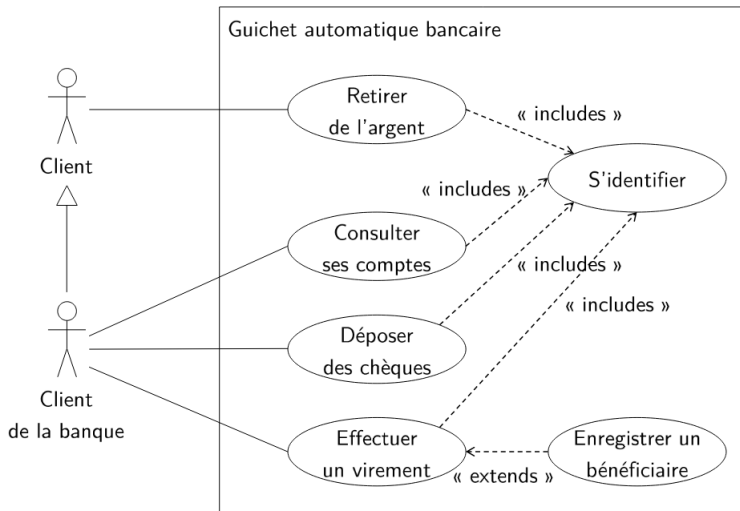 Guichet automatique bancaire
Retirer
de l'argent
« includes »
Client
S'identifier
« includes »
Consulter
ses comptes
« includes »
« includes »
Déposer
des chèques
Client
de la banque
Effectuer
un virement
« extends »
Enregistrer un
bénéficiaire